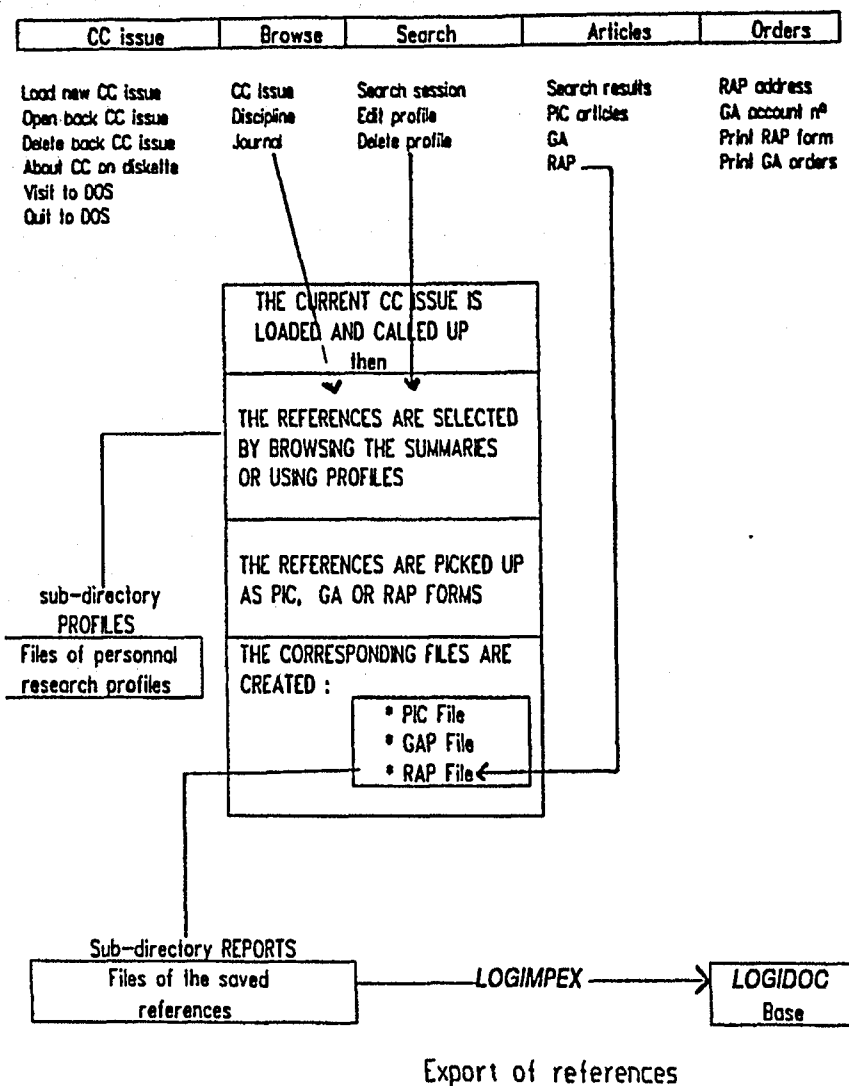 CC issue Browse Search Articles Orders
Load new CC issue CC Issue Search session Search results RAP address
Open back CC issue Discipline Edit profile PIC articles GA account nº
Delete back CC issue Journal Delete profile GA Print RAP form
About CC on diskette RAP Print GA orders
Visit to DOS
Quit to DOS
THE CURRENT CC ISSUE IS
LOADED AND CALLED UP
then
THE REFERENCES ARE SELECTED
BY BROWSING THE SUMMARIES
OR USING PROFILES
THE REFERENCES ARE PICKED UP
AS PIC, GA OR RAP FORMS
sub-directory
PROFILES
Files of personnal
research profiles
THE CORRESPONDING FILES ARE
CREATED :
* PIC File
* GAP File
* RAP File
Sub-directory REPORTS
Files of the saved
references
LOGIMPEX
LOGIDOC
Base
Export of references